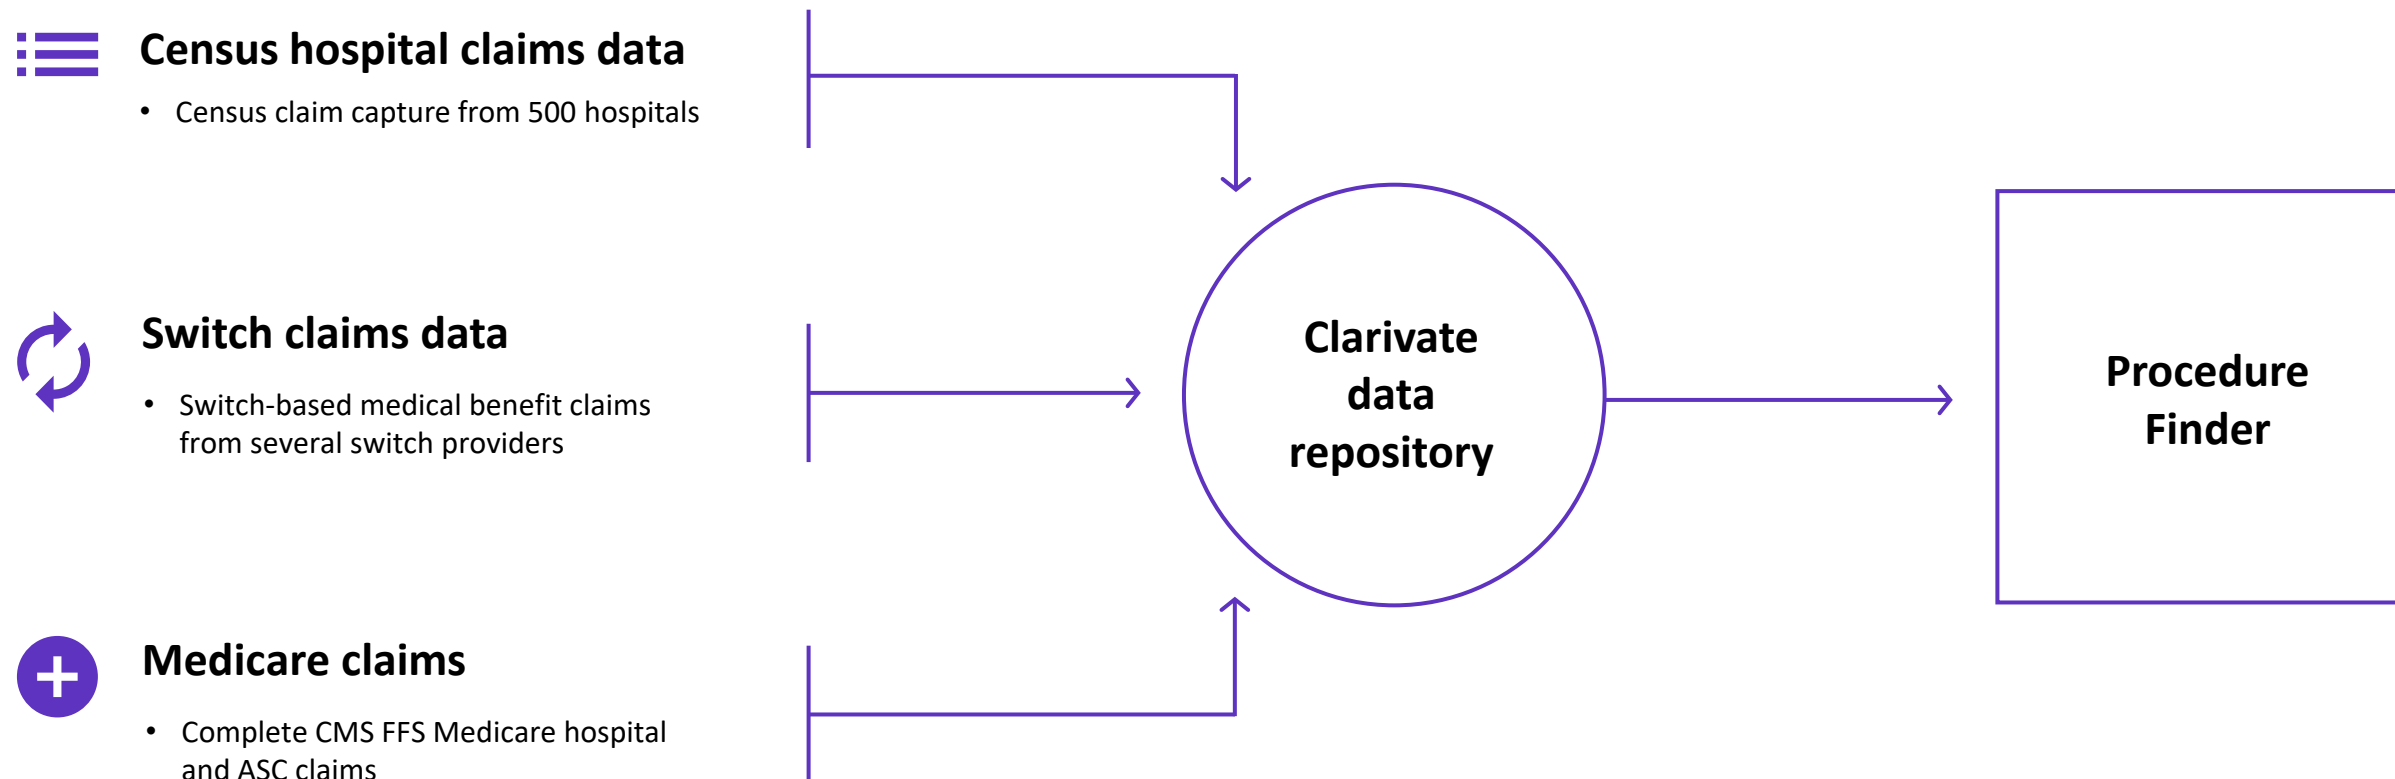 Census hospital claims data
• Census claim capture from 500 hospitals
Switch claims data
• Switch-based medical benefit claims
from several switch providers
Medicare claims
• Complete CMS FFS Medicare hospital
and ASC claims
Clarivate
data
repository
Procedure
Finder